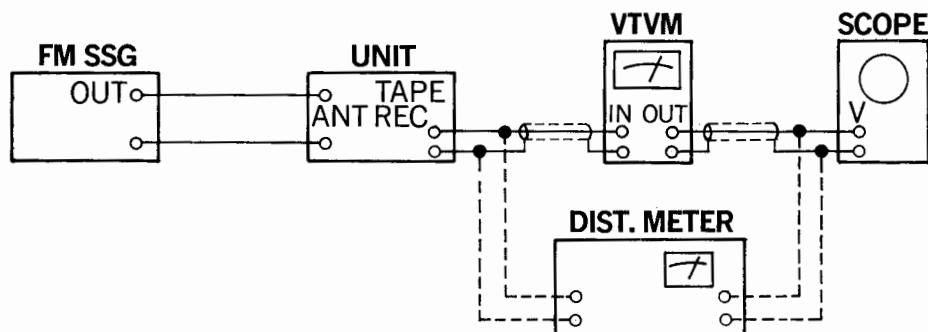 FM SSG
OUT
UNIT
TAPE
ANT REC
VTVM
IN OUT
SCOPE
V
DIST. METER